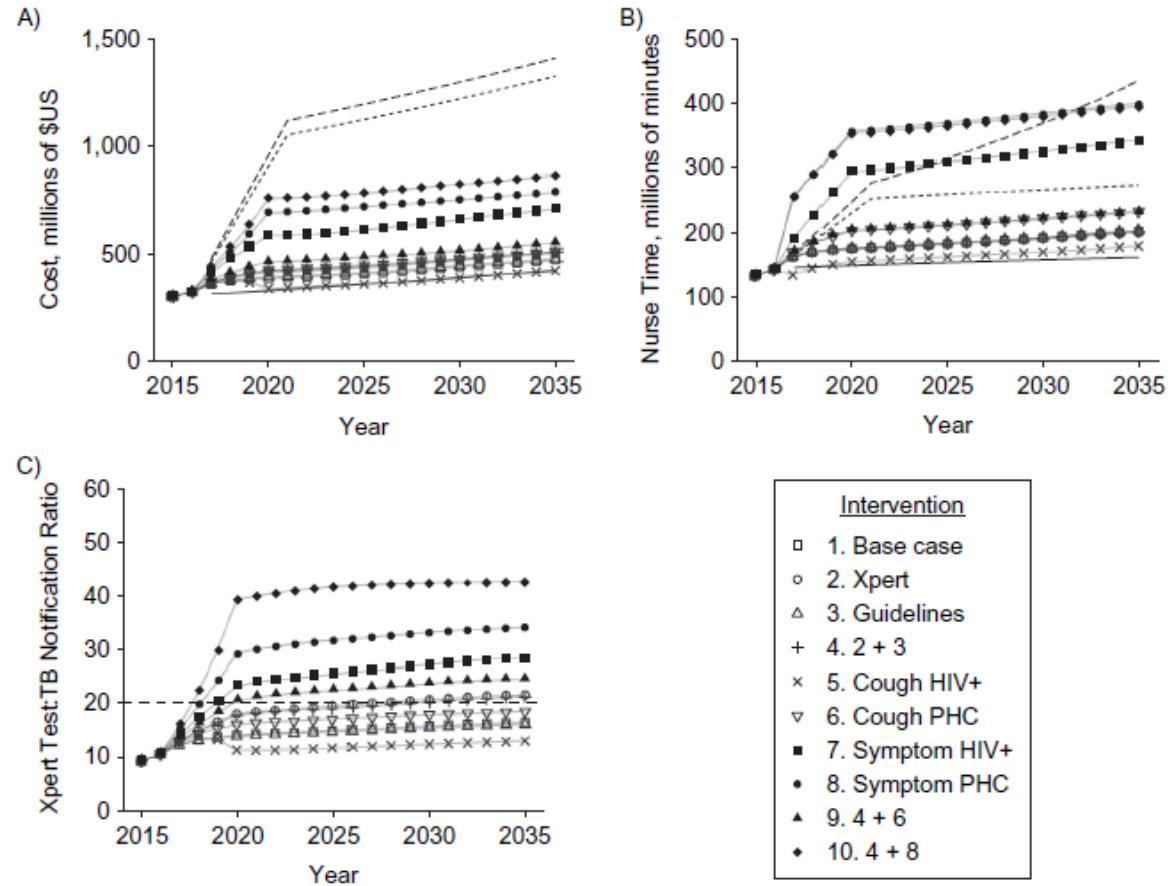 A)
1,500
1,000
500
0
Cost, millions of $US
2015 2020 2025 2030 2035
Year
B)
500
400
300
200
100
0
Nurse Time, millions of minutes
2015 2020 2025 2030 2035
Year
C)
60
50
40
30
20
10
0
Xpert Test:TB Notification Ratio
2015 2020 2025 2030 2035
Year
Intervention
1. Base case
2. Xpert
3. Guidelines
4. 2 + 3
5. Cough HIV+
6. Cough PHC
7. Symptom HIV+
8. Symptom PHC
9. 4 + 6
10. 4 + 8